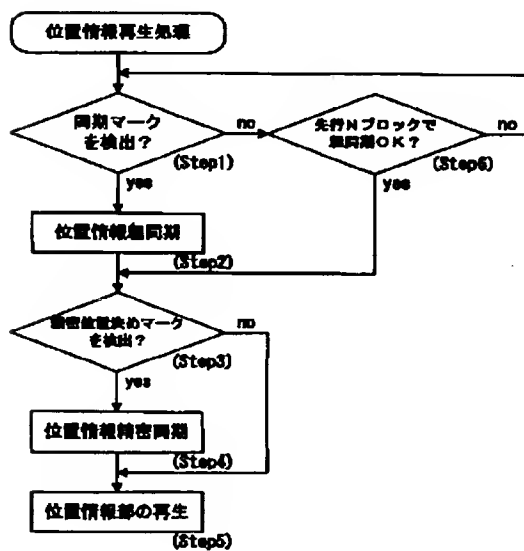 位置情報再生処理
同期マーク
を検出？
no
(Step1)
yes
先行Nブロックで
粗同期OK？
no
(Step6)
yes
位置情報粗同期
(Step2)
精密位置決めマーク
を検出？
no
(Step3)
yes
位置情報精密同期
(Step4)
位置情報部の再生
(Step5)